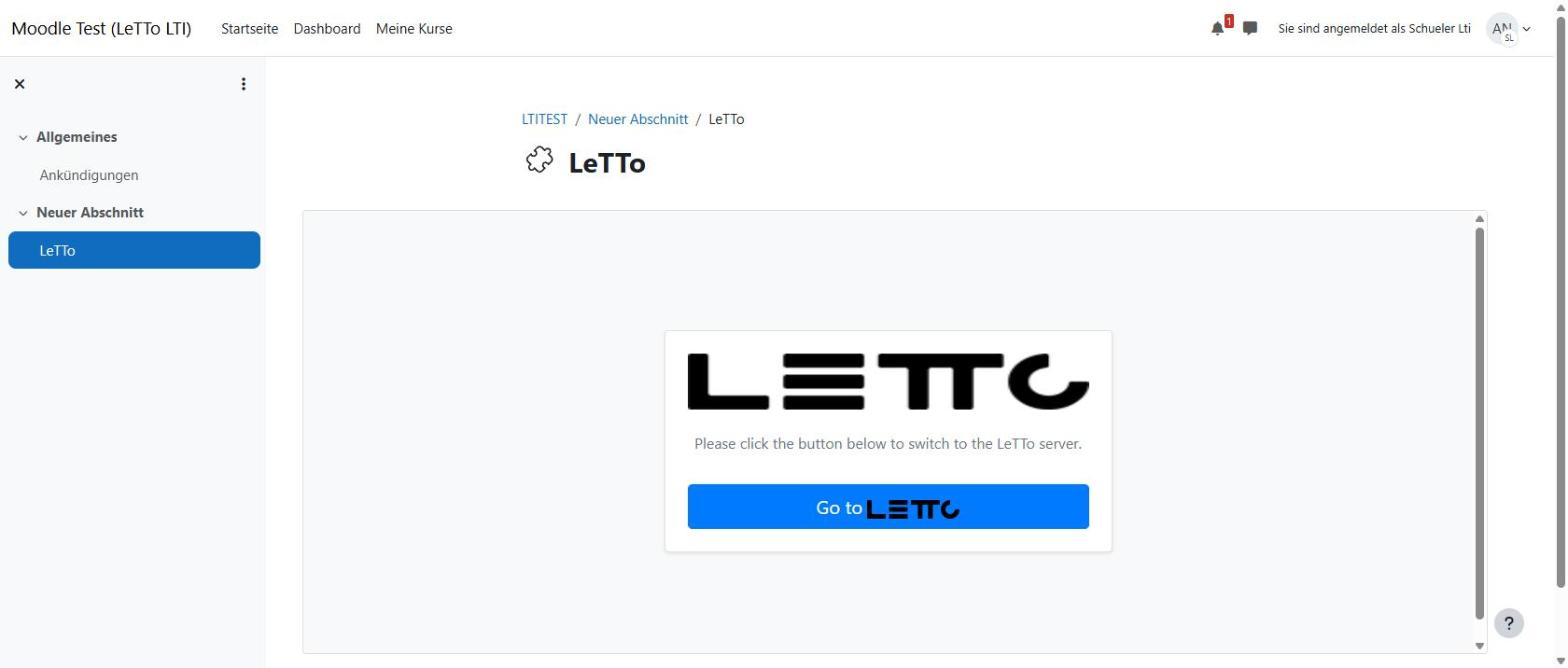 Moodle Test (LeTTo LTI) Startseite Dashboard Meine Kurse 1 Sie sind angemeldet als Schueler Lti AN SL
Allgemeines
Ankündigungen
Neuer Abschnitt
LeTTo
LTITEST / Neuer Abschnitt / LeTTo
LeTTo
LETTO
Please click the button below to switch to the LeTTo server.
Go to LETTO
?